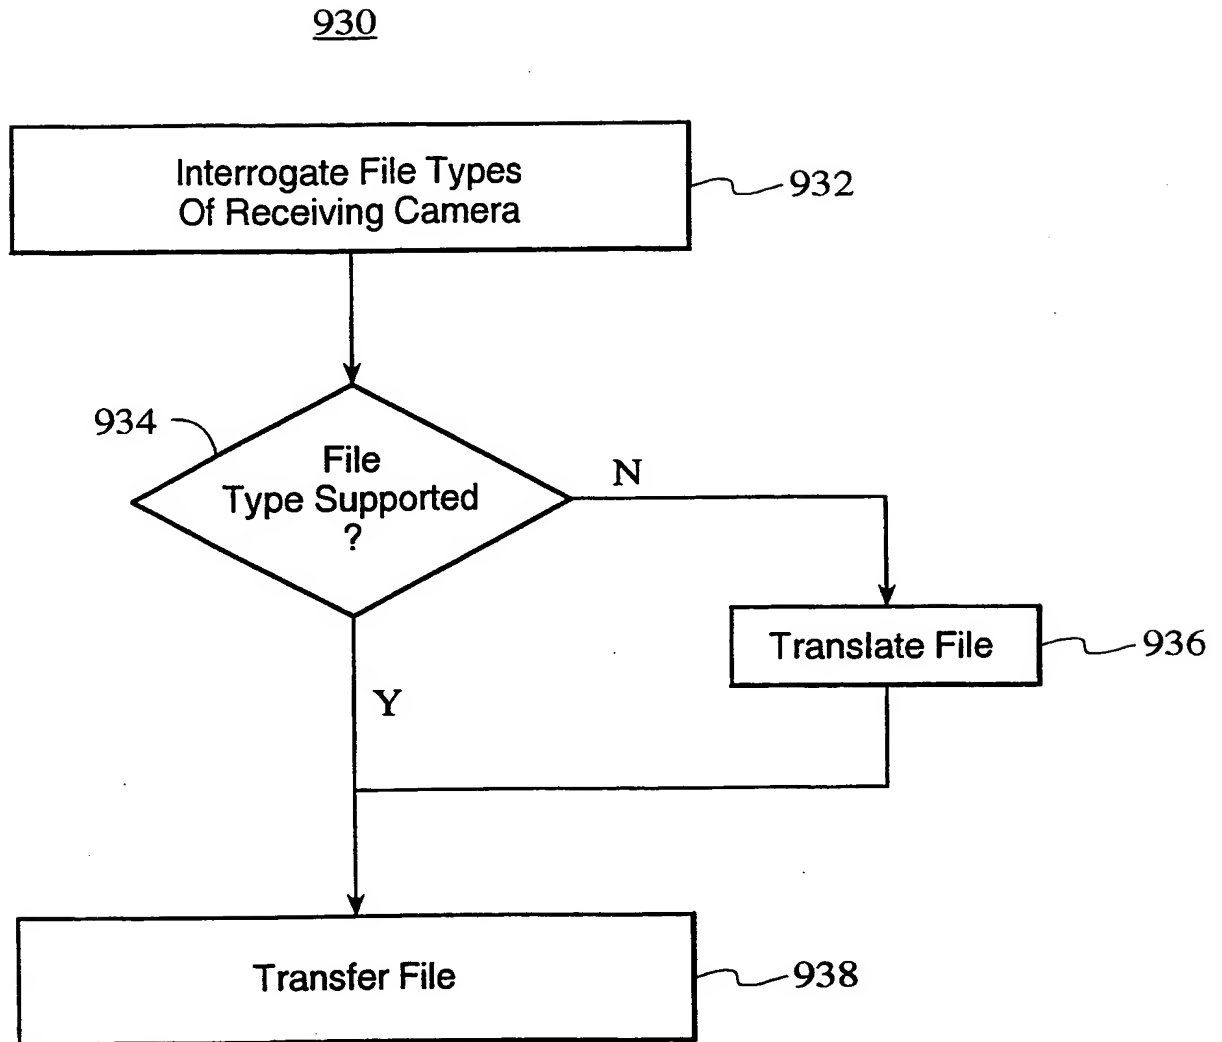 930
Interrogate File Types
Of Receiving Camera
932
934
File
Type Supported
?
N
Translate File
936
Y
Transfer File
938